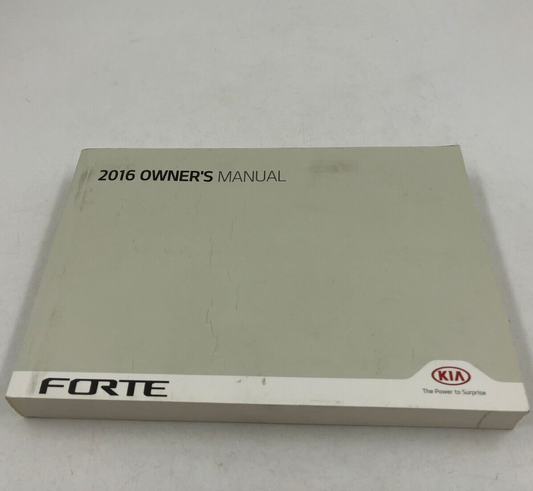 2016 OWNER'S MANUAL
FORTE
KIA
The Power to Surprise